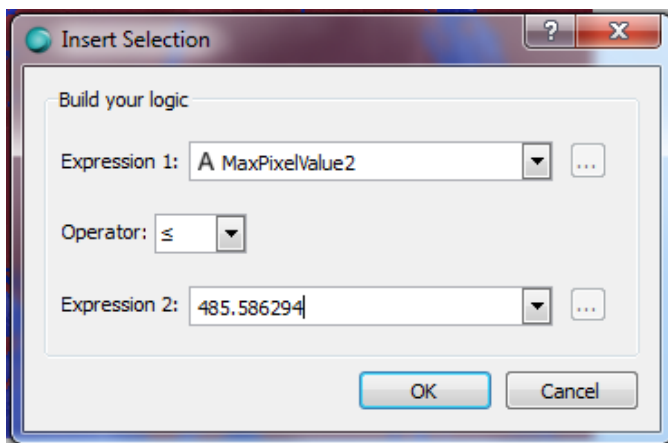 Insert Selection
Build your logic
Expression 1: A MaxPixelValue2 ...
Operator: ≤
Expression 2: 485.586294 ...
OK Cancel